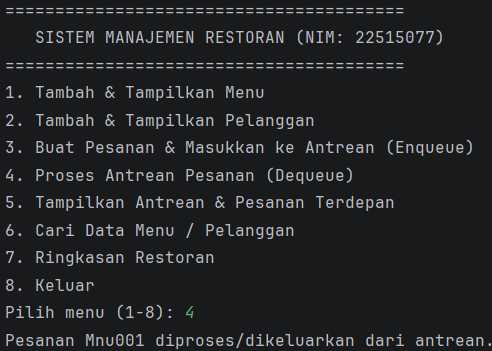 ========================================
SISTEM MANAJEMEN RESTORAN (NIM: 22515077)
========================================
1. Tambah & Tampilkan Menu
2. Tambah & Tampilkan Pelanggan
3. Buat Pesanan & Masukkan ke Antrean (Enqueue)
4. Proses Antrean Pesanan (Dequeue)
5. Tampilkan Antrean & Pesanan Terdepan
6. Cari Data Menu / Pelanggan
7. Ringkasan Restoran
8. Keluar
Pilih menu (1-8): 4
Pesanan Mnu001 diproses/dikeluarkan dari antrean.